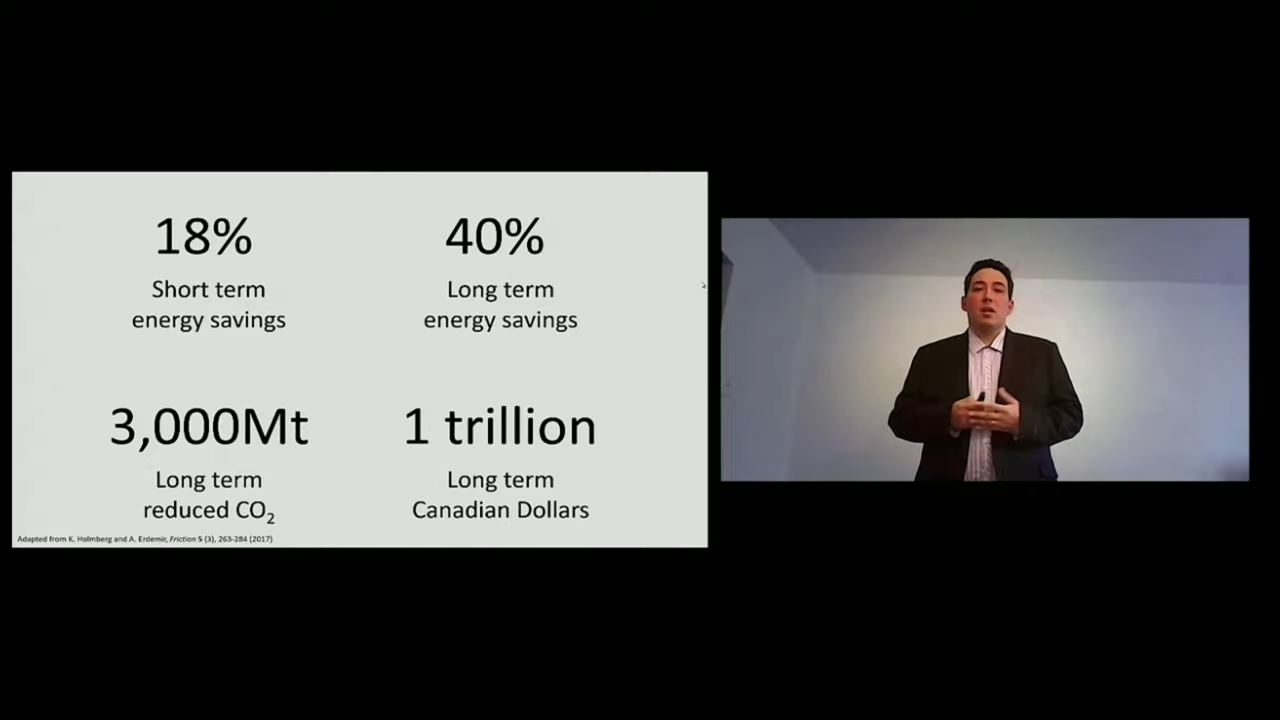 18%
Short term
energy savings
40%
Long term
energy savings
3,000Mt
Long term
reduced CO₂
1 trillion
Long term
Canadian Dollars
Adapted from K. Holmberg and A. Erdemir, Friction 5 (3), 263-284 (2017)